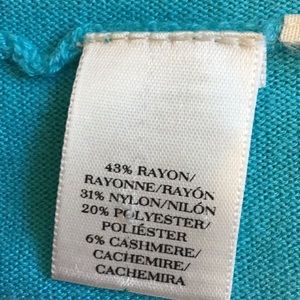 43% RAYON/
RAYONNE/RAYÓN
31% NYLON/NILÓN
20% POLYESTER/
POLIÉSTER
6% CASHMERE/
CACHEMIRE/
CACHEMIRA